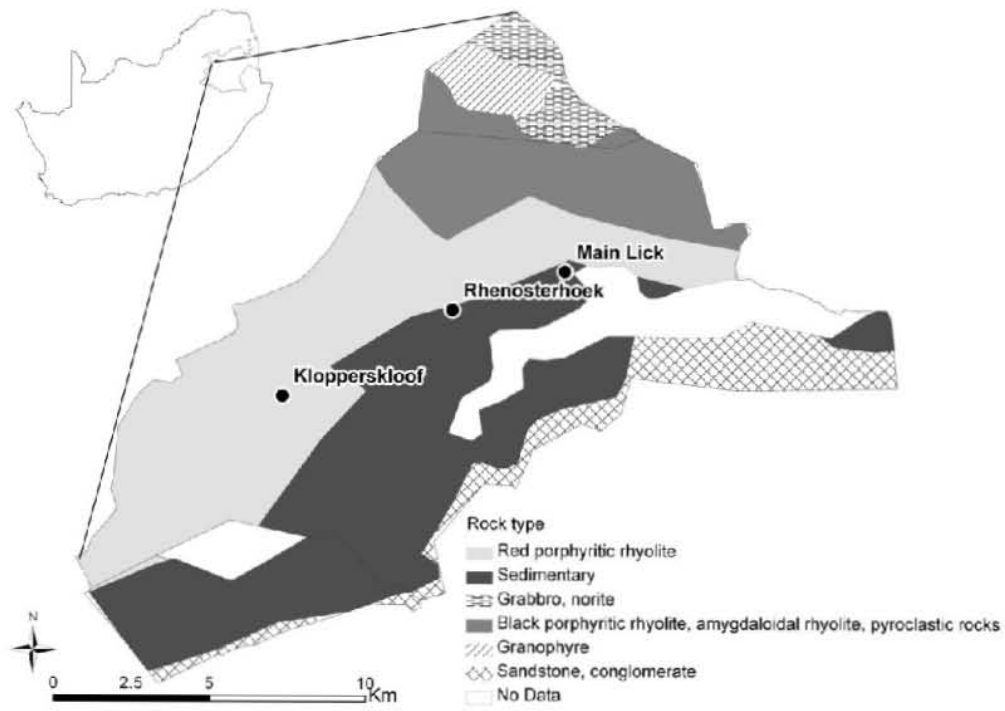 Main Lick
Rhenosterhoek
Klopperskloof
Rock type
Red porphyritic rhyolite
Sedimentary
Grabbro, norite
Black porphyritic rhyolite, amygdaloidal rhyolite, pyroclastic rocks
Granophyre
Sandstone, conglomerate
No Data
N
0 2.5 5 10
Km